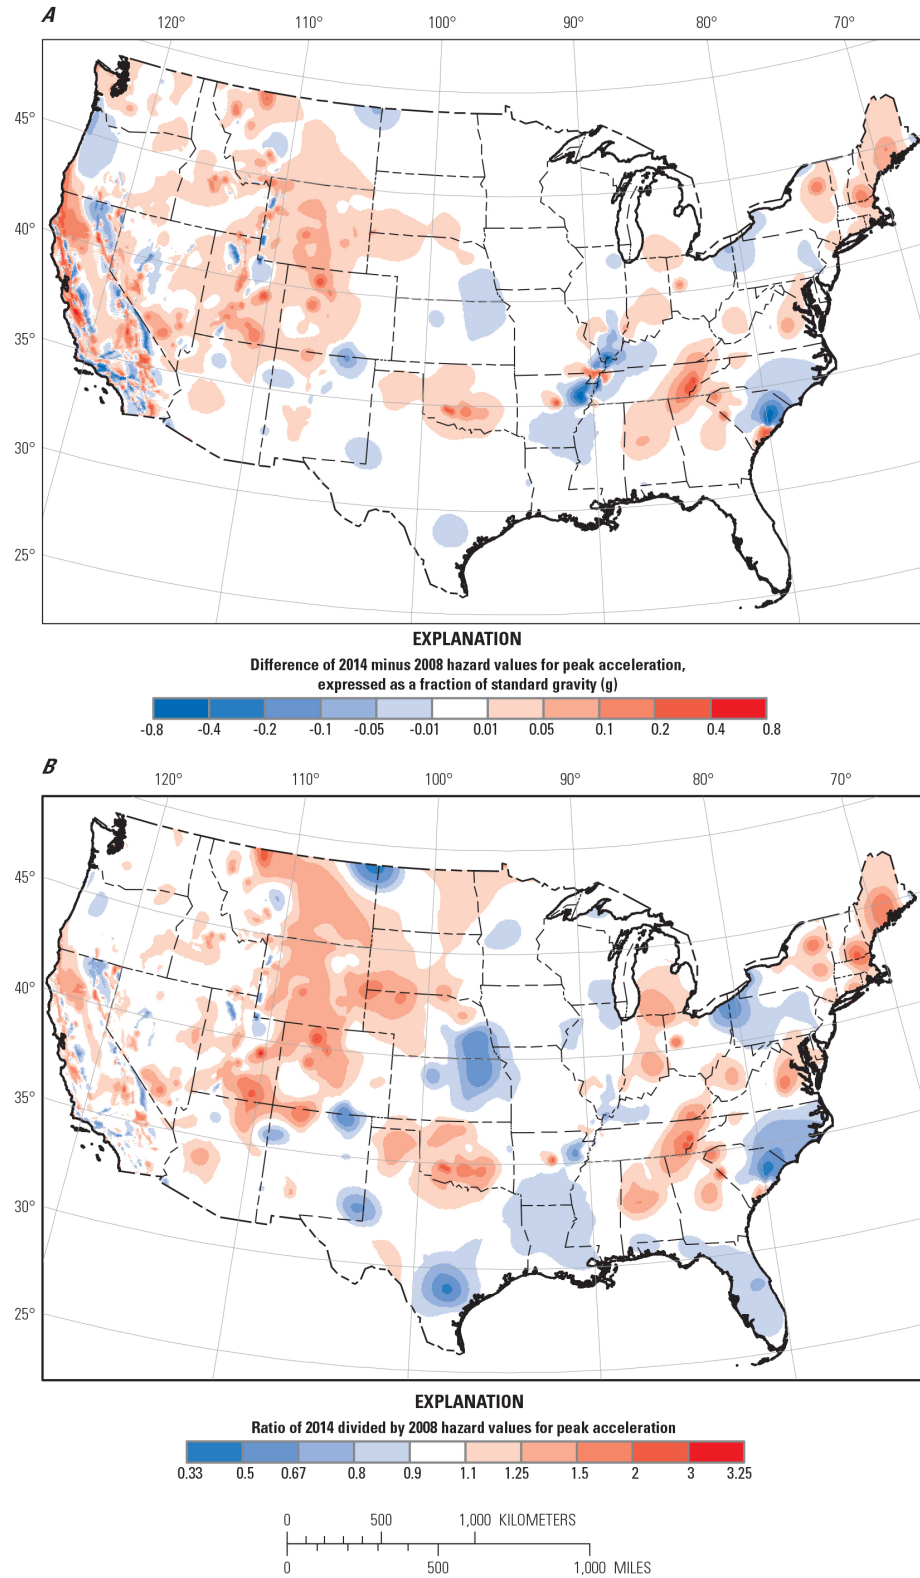 A
120° 110° 100° 90° 80° 70°
45°
40°
35°
30°
25°
EXPLANATION
Difference of 2014 minus 2008 hazard values for peak acceleration,
expressed as a fraction of standard gravity (g)
-0.8 -0.4 -0.2 -0.1 -0.05 -0.01 0.01 0.05 0.1 0.2 0.4 0.8
B
120° 110° 100° 90° 80° 70°
45°
40°
35°
30°
25°
EXPLANATION
Ratio of 2014 divided by 2008 hazard values for peak acceleration
0.33 0.5 0.67 0.8 0.9 1.1 1.25 1.5 2 3 3.25
0 500 1,000 KILOMETERS
0 500 1,000 MILES